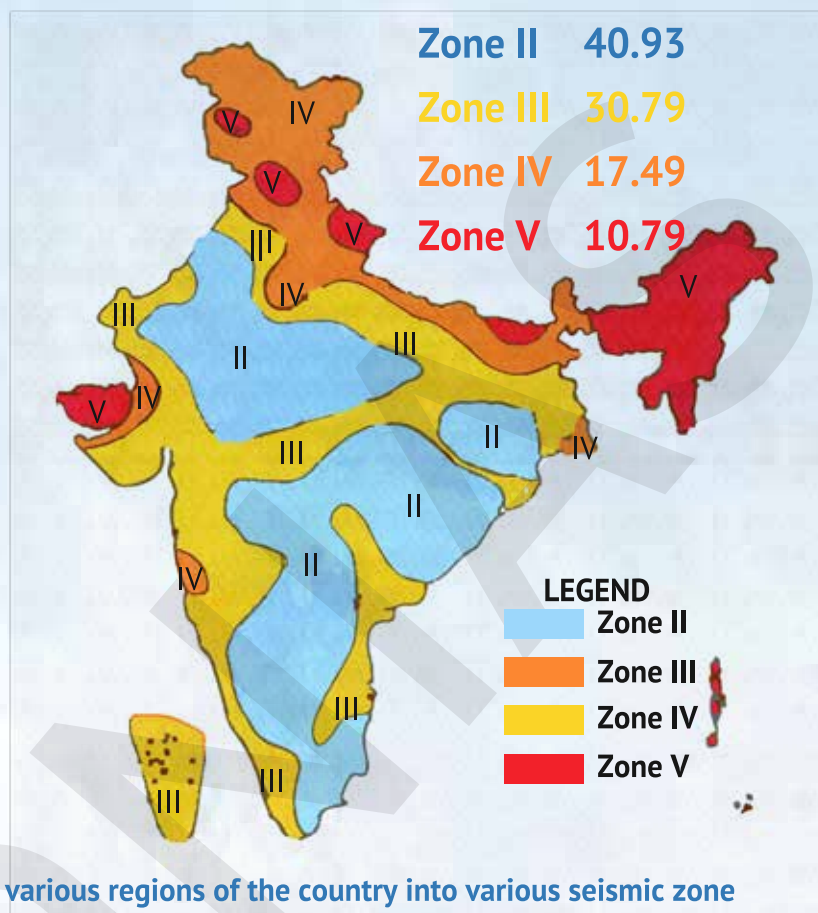 Zone II 40.93
Zone III 30.79
Zone IV 17.49
Zone V 10.79
V
IV
V
V
V
III
IV
III
III
II
V
IV
II
IV
III
II
II
IV
LEGEND
Zone II
Zone III
Zone IV
Zone V
III
III
III
various regions of the country into various seismic zone